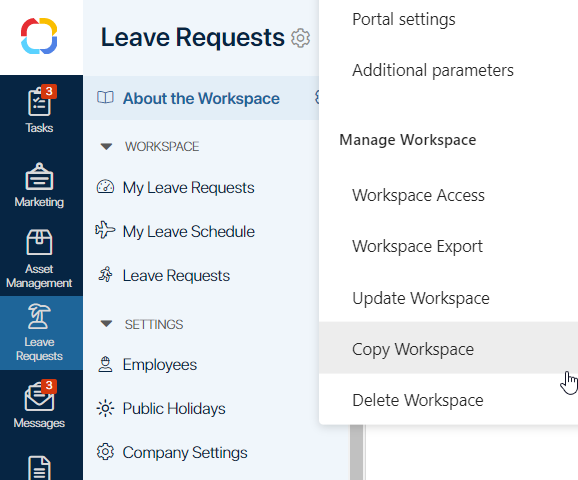 3
Tasks
Marketing
Asset
Management
Leave
Requests
3
Messages
Leave Requests
About the Workspace
WORKSPACE
My Leave Requests
My Leave Schedule
Leave Requests
SETTINGS
Employees
Public Holidays
Company Settings
Portal settings
Additional parameters
Manage Workspace
Workspace Access
Workspace Export
Update Workspace
Copy Workspace
Delete Workspace